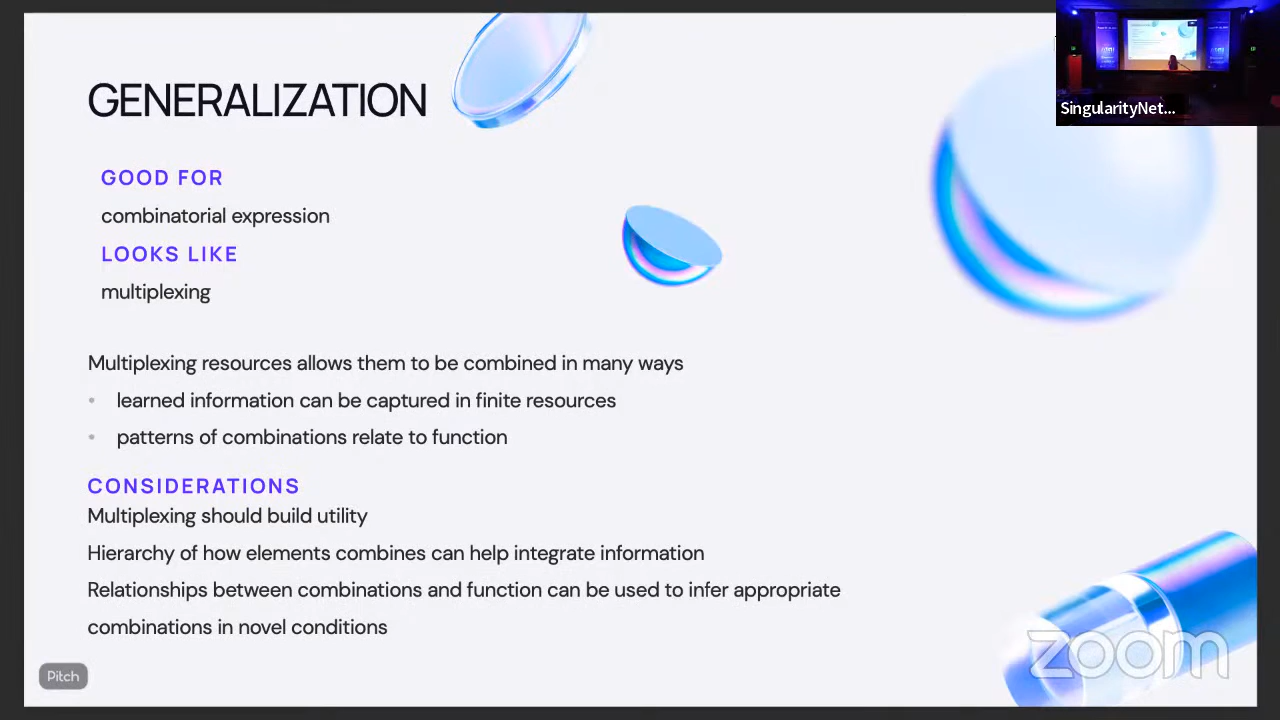 SingularityNet...
GENERALIZATION
GOOD FOR
combinatorial expression
LOOKS LIKE
multiplexing
Multiplexing resources allows them to be combined in many ways
• learned information can be captured in finite resources
• patterns of combinations relate to function
CONSIDERATIONS
Multiplexing should build utility
Hierarchy of how elements combines can help integrate information
Relationships between combinations and function can be used to infer appropriate
combinations in novel conditions
Pitch
zoom